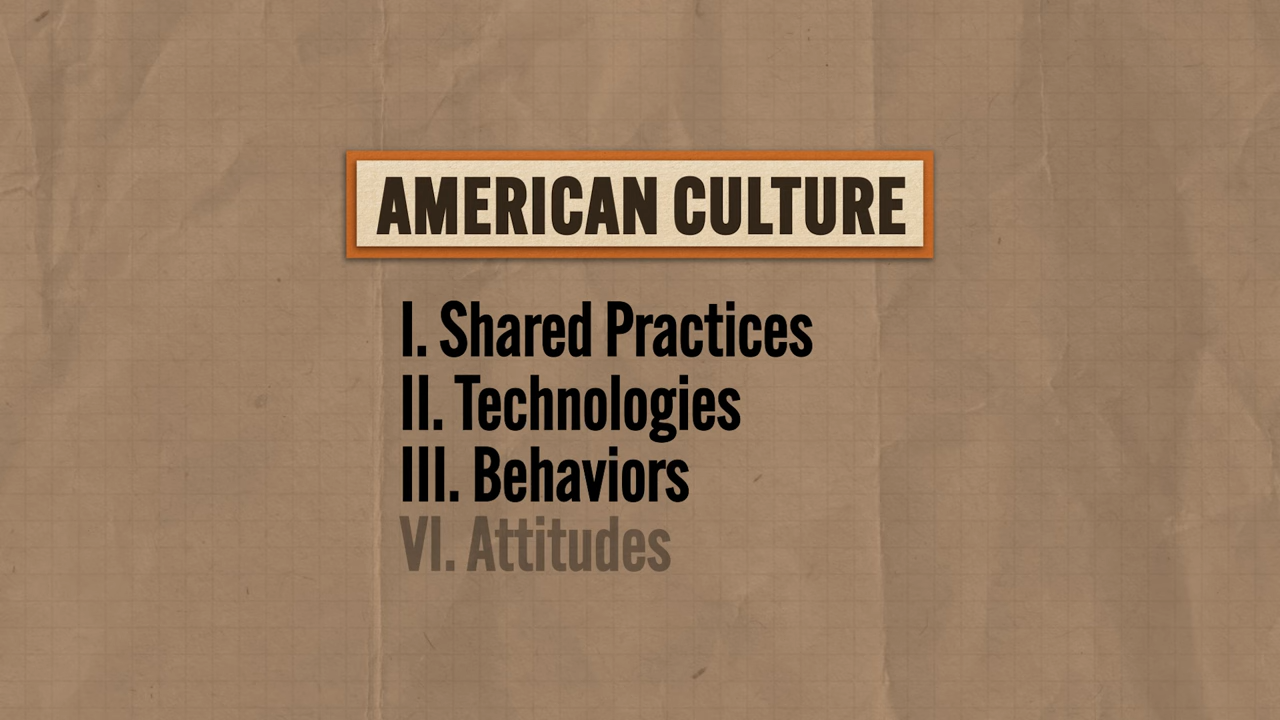 AMERICAN CULTURE
I. Shared Practices
II. Technologies
III. Behaviors
VI. Attitudes